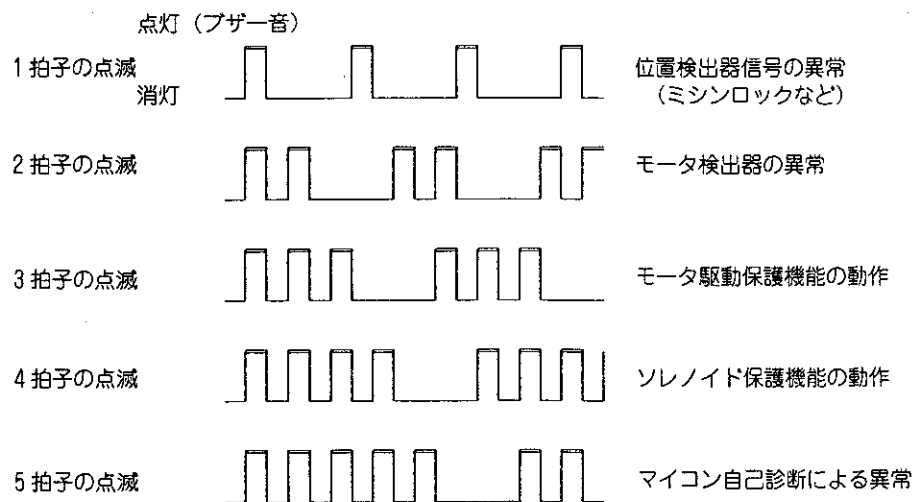 点灯（ブザー音）
1拍子の点滅
消灯
位置検出器信号の異常
（ミシンロックなど）
2拍子の点滅
モータ検出器の異常
3拍子の点滅
モータ駆動保護機能の動作
4拍子の点滅
ソレノイド保護機能の動作
5拍子の点滅
マイコン自己診断による異常